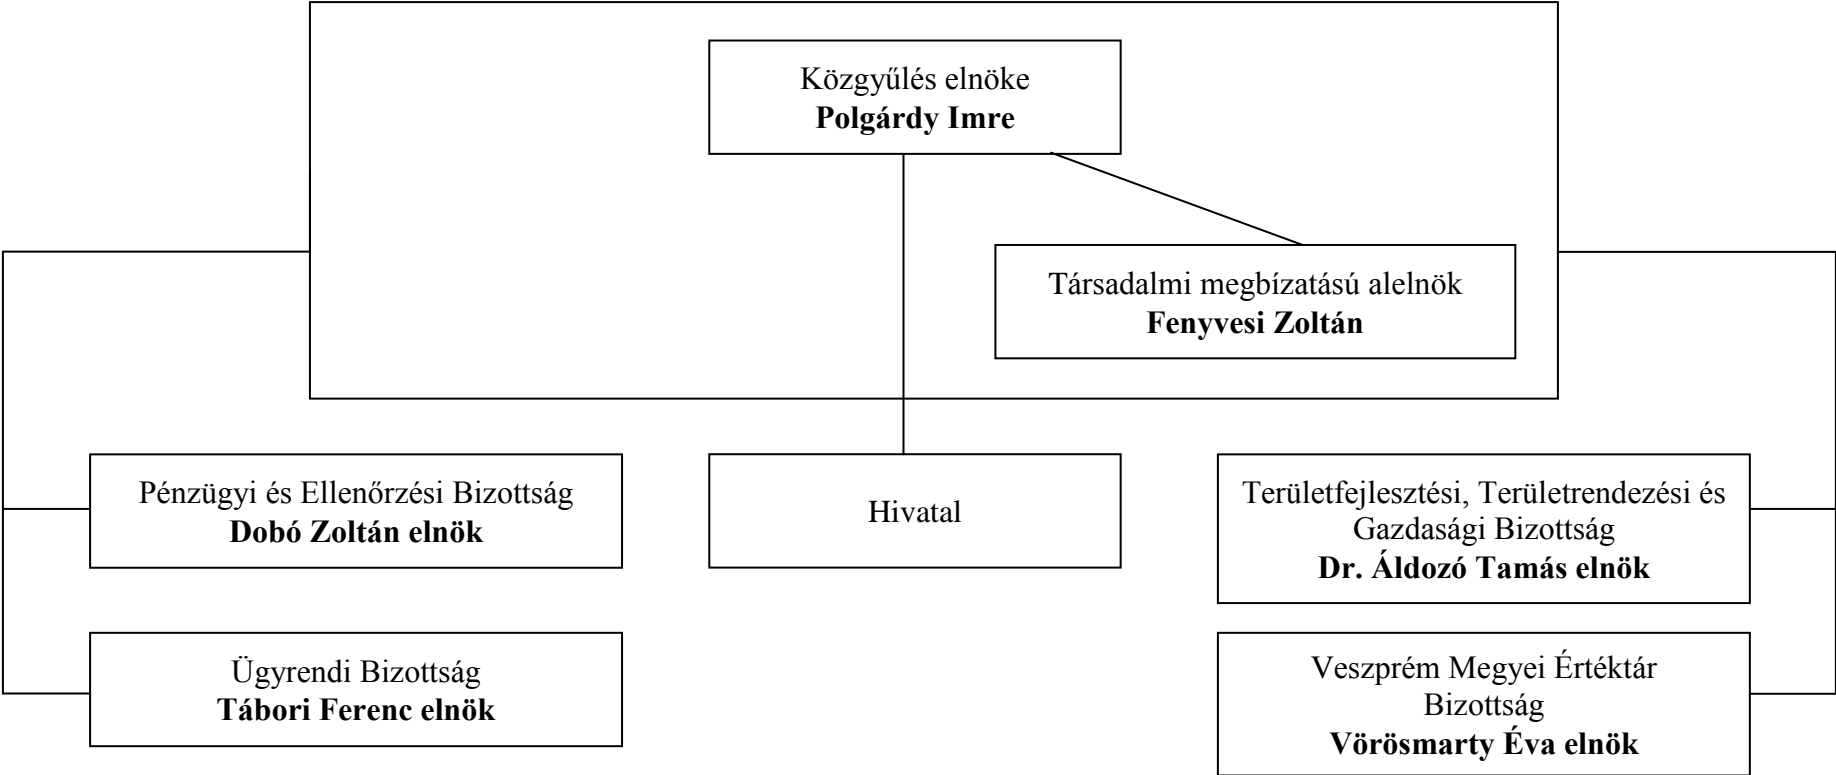 Közgyűlés elnöke
Polgárdy Imre
Társadalmi megbízatású alelnök
Fenyvesi Zoltán
Pénzügyi és Ellenőrzési Bizottság
Dobó Zoltán elnök
Hivatal
Területfejlesztési, Területrendezési és
Gazdasági Bizottság
Dr. Áldozó Tamás elnök
Ügyrendi Bizottság
Tábori Ferenc elnök
Veszprém Megyei Értéktár
Bizottság
Vörösmarty Éva elnök